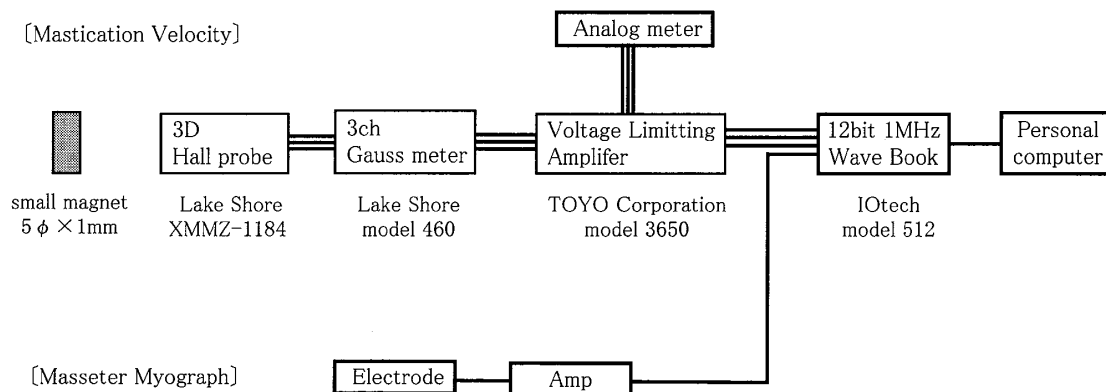 〔Mastication Velocity〕
Analog meter
3D
Hall probe
3ch
Gauss meter
Voltage Limitting
Amplifer
12bit 1MHz
Wave Book
Personal
computer
small magnet
5 φ ×1mm
Lake Shore
XMMZ-1184
Lake Shore
model 460
TOYO Corporation
model 3650
IOtech
model 512
〔Masseter Myograph〕
Electrode
Amp